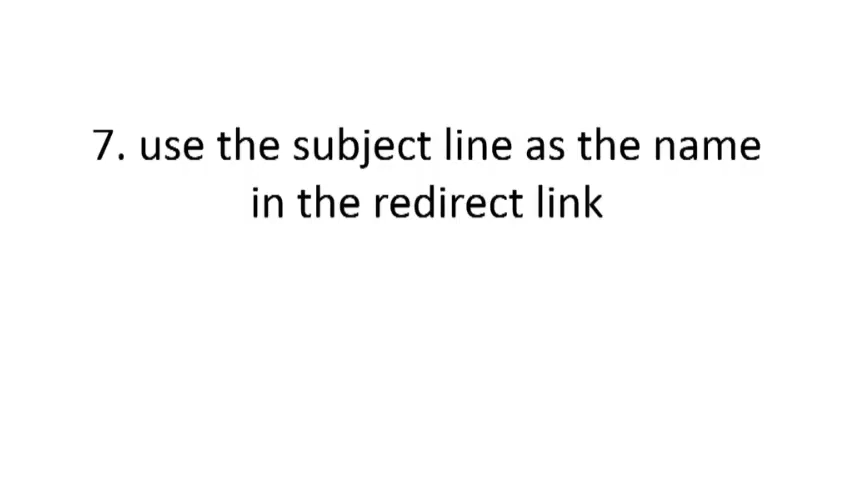 7. use the subject line as the name
in the redirect link